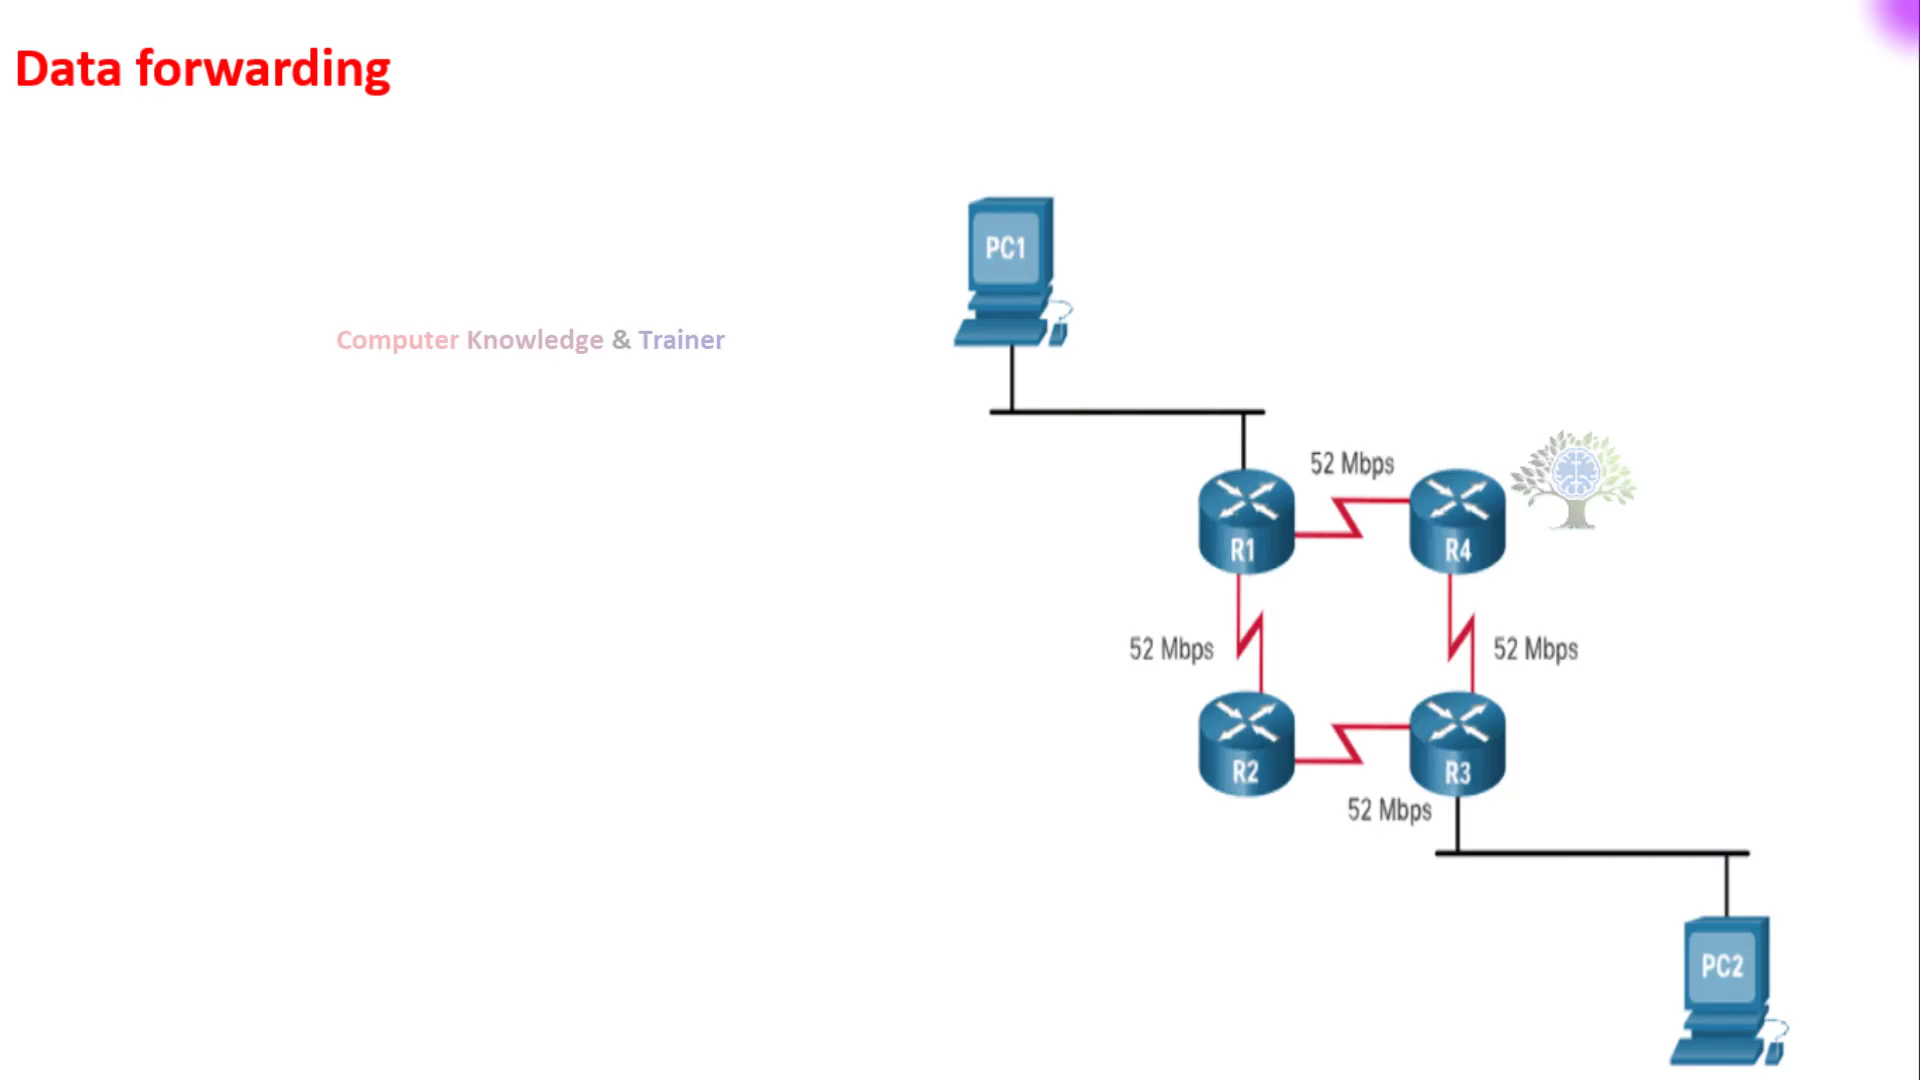 Data forwarding
PC1
Computer Knowledge & Trainer
52 Mbps
R1
R4
52 Mbps
52 Mbps
R2
R3
52 Mbps
PC2